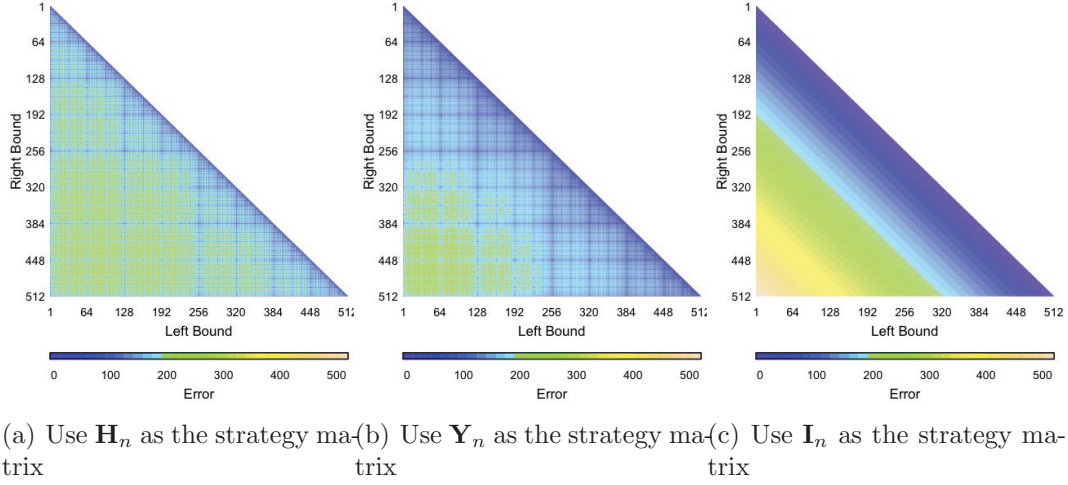 1
64
128
192
256
320
384
448
512
Right Bound
1 64 128 192 256 320 384 448 512
Left Bound
0 100 200 300 400 500
Error
1
64
128
192
256
320
384
448
512
Right Bound
1 64 128 192 256 320 384 448 512
Left Bound
0 100 200 300 400 500
Error
1
64
128
192
256
320
384
448
512
Right Bound
1 64 128 192 256 320 384 448 512
Left Bound
0 100 200 300 400 500
Error
(a) Use Hₙ as the strategy ma-
trix
(b) Use Yₙ as the strategy ma-
trix
(c) Use Iₙ as the strategy ma-
trix